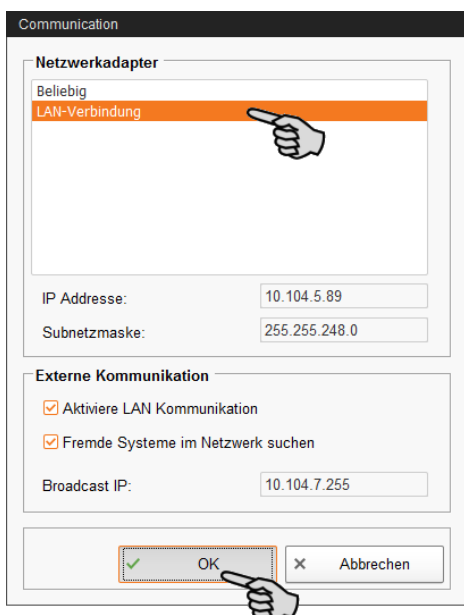 Communication
Netzwerkadapter
Beliebig
LAN-Verbindung
IP Addresse: 10.104.5.89
Subnetzmaske: 255.255.248.0
Externe Kommunikation
Aktiviere LAN Kommunikation
Fremde Systeme im Netzwerk suchen
Broadcast IP: 10.104.7.255
OK Abbrechen